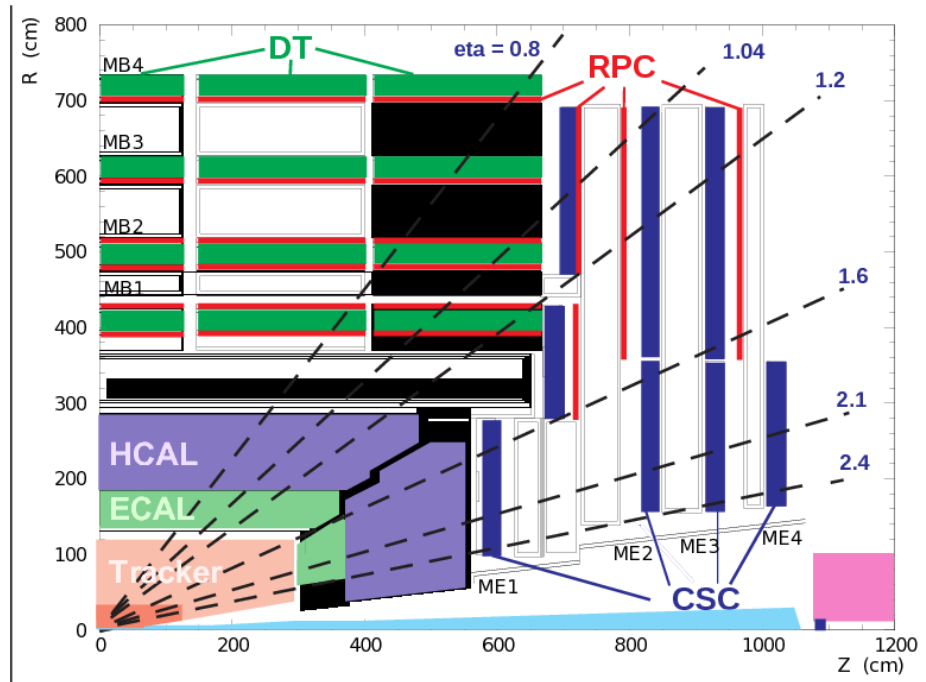 800
R (cm)
700
600
500
400
300
200
100
0
MB4
MB3
MB2
MB1
DT
eta = 0.8
1.04
1.2
RPC
1.6
2.1
2.4
HCAL
ECAL
Tracker
ME1
ME2
ME3
ME4
CSC
0
200
400
600
800
1000
1200
Z (cm)